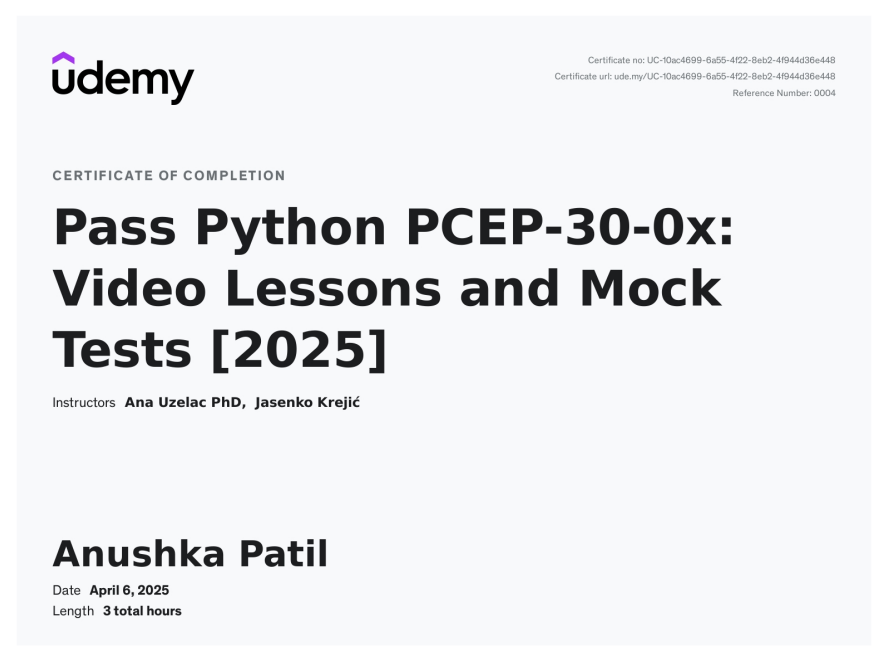 udemy
Certificate no: UC-10ac4699-6a55-4f22-8eb2-4f944d36e448
Certificate url: ude.my/UC-10ac4699-6a55-4f22-8eb2-4f944d36e448
Reference Number: 0004
CERTIFICATE OF COMPLETION
Pass Python PCEP-30-0x:
Video Lessons and Mock
Tests [2025]
Instructors Ana Uzelac PhD, Jasenko Krejić
Anushka Patil
Date April 6, 2025
Length 3 total hours